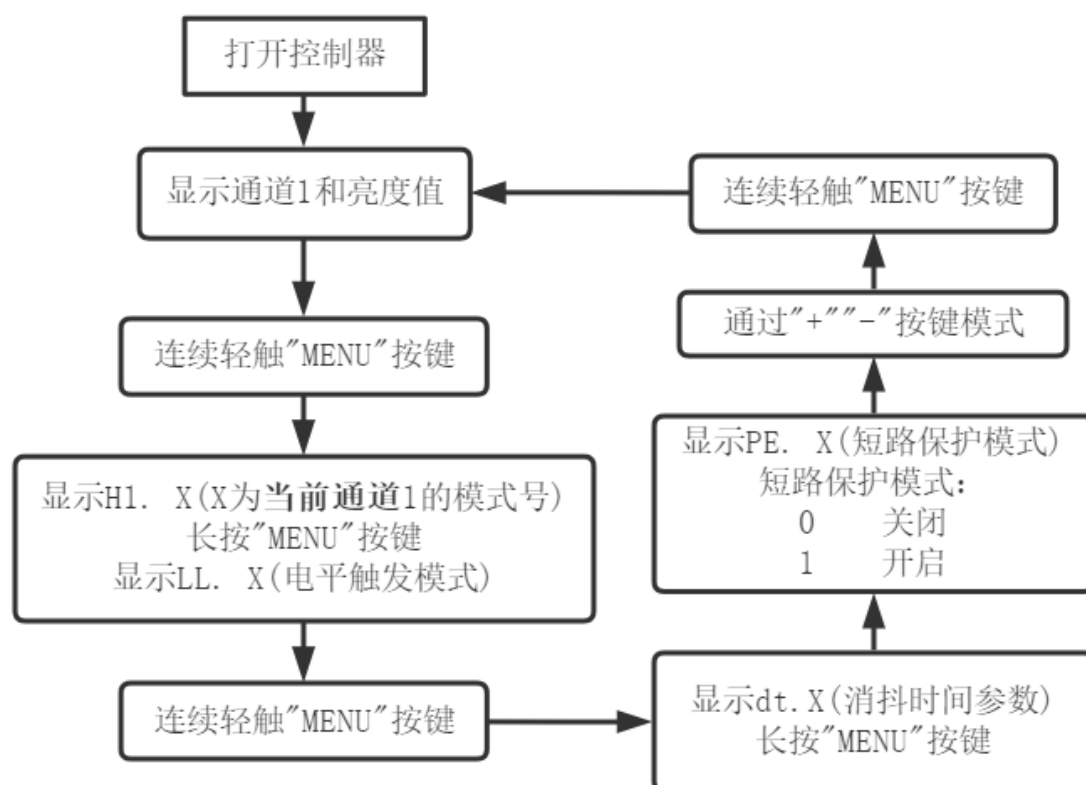 打开控制器
显示通道1和亮度值
连续轻触"MENU"按键
显示H1. X(X为当前通道1的模式号)
长按"MENU"按键
显示LL. X(电平触发模式)
连续轻触"MENU"按键
显示dt.X(消抖时间参数)
长按"MENU"按键
显示PE. X(短路保护模式)
短路保护模式:
0 关闭
1 开启
通过"+""-"按键模式
连续轻触"MENU"按键